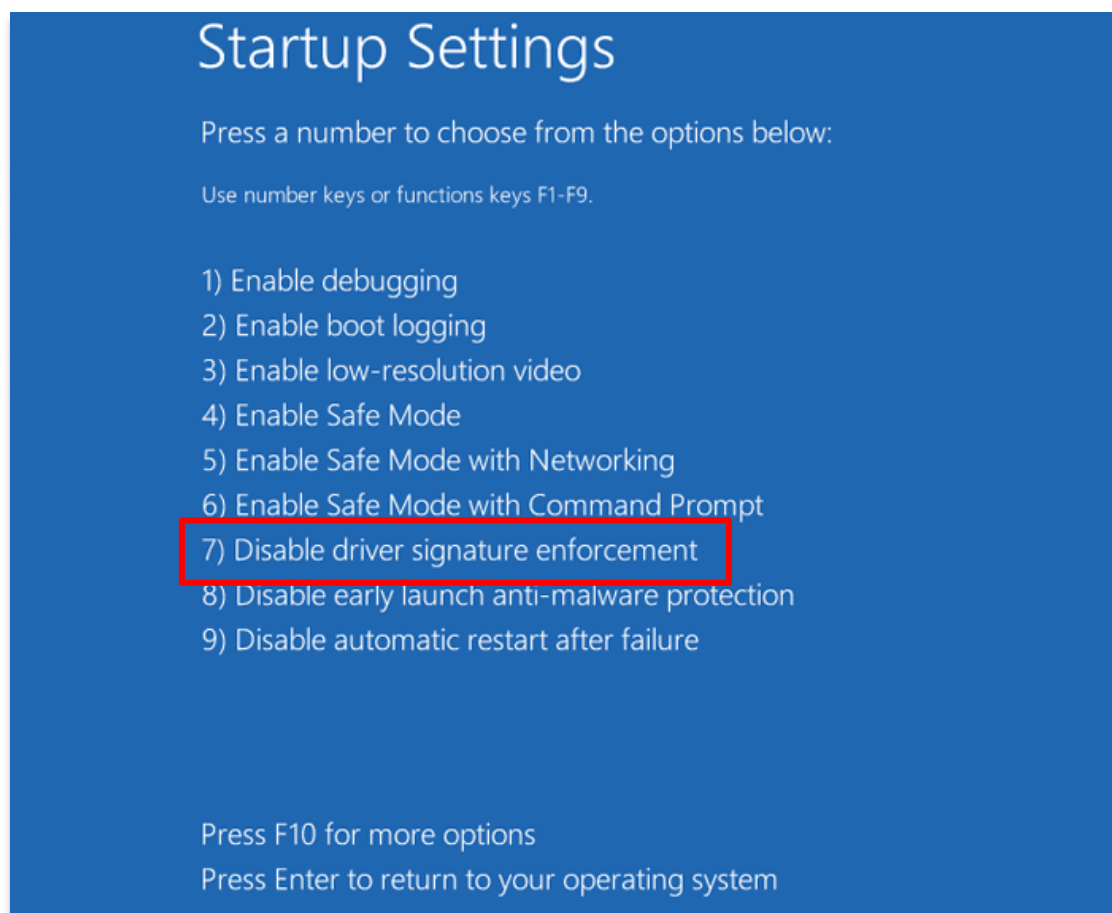 Startup Settings
Press a number to choose from the options below:
Use number keys or functions keys F1-F9.
1) Enable debugging
2) Enable boot logging
3) Enable low-resolution video
4) Enable Safe Mode
5) Enable Safe Mode with Networking
6) Enable Safe Mode with Command Prompt
7) Disable driver signature enforcement
8) Disable early launch anti-malware protection
9) Disable automatic restart after failure
Press F10 for more options
Press Enter to return to your operating system